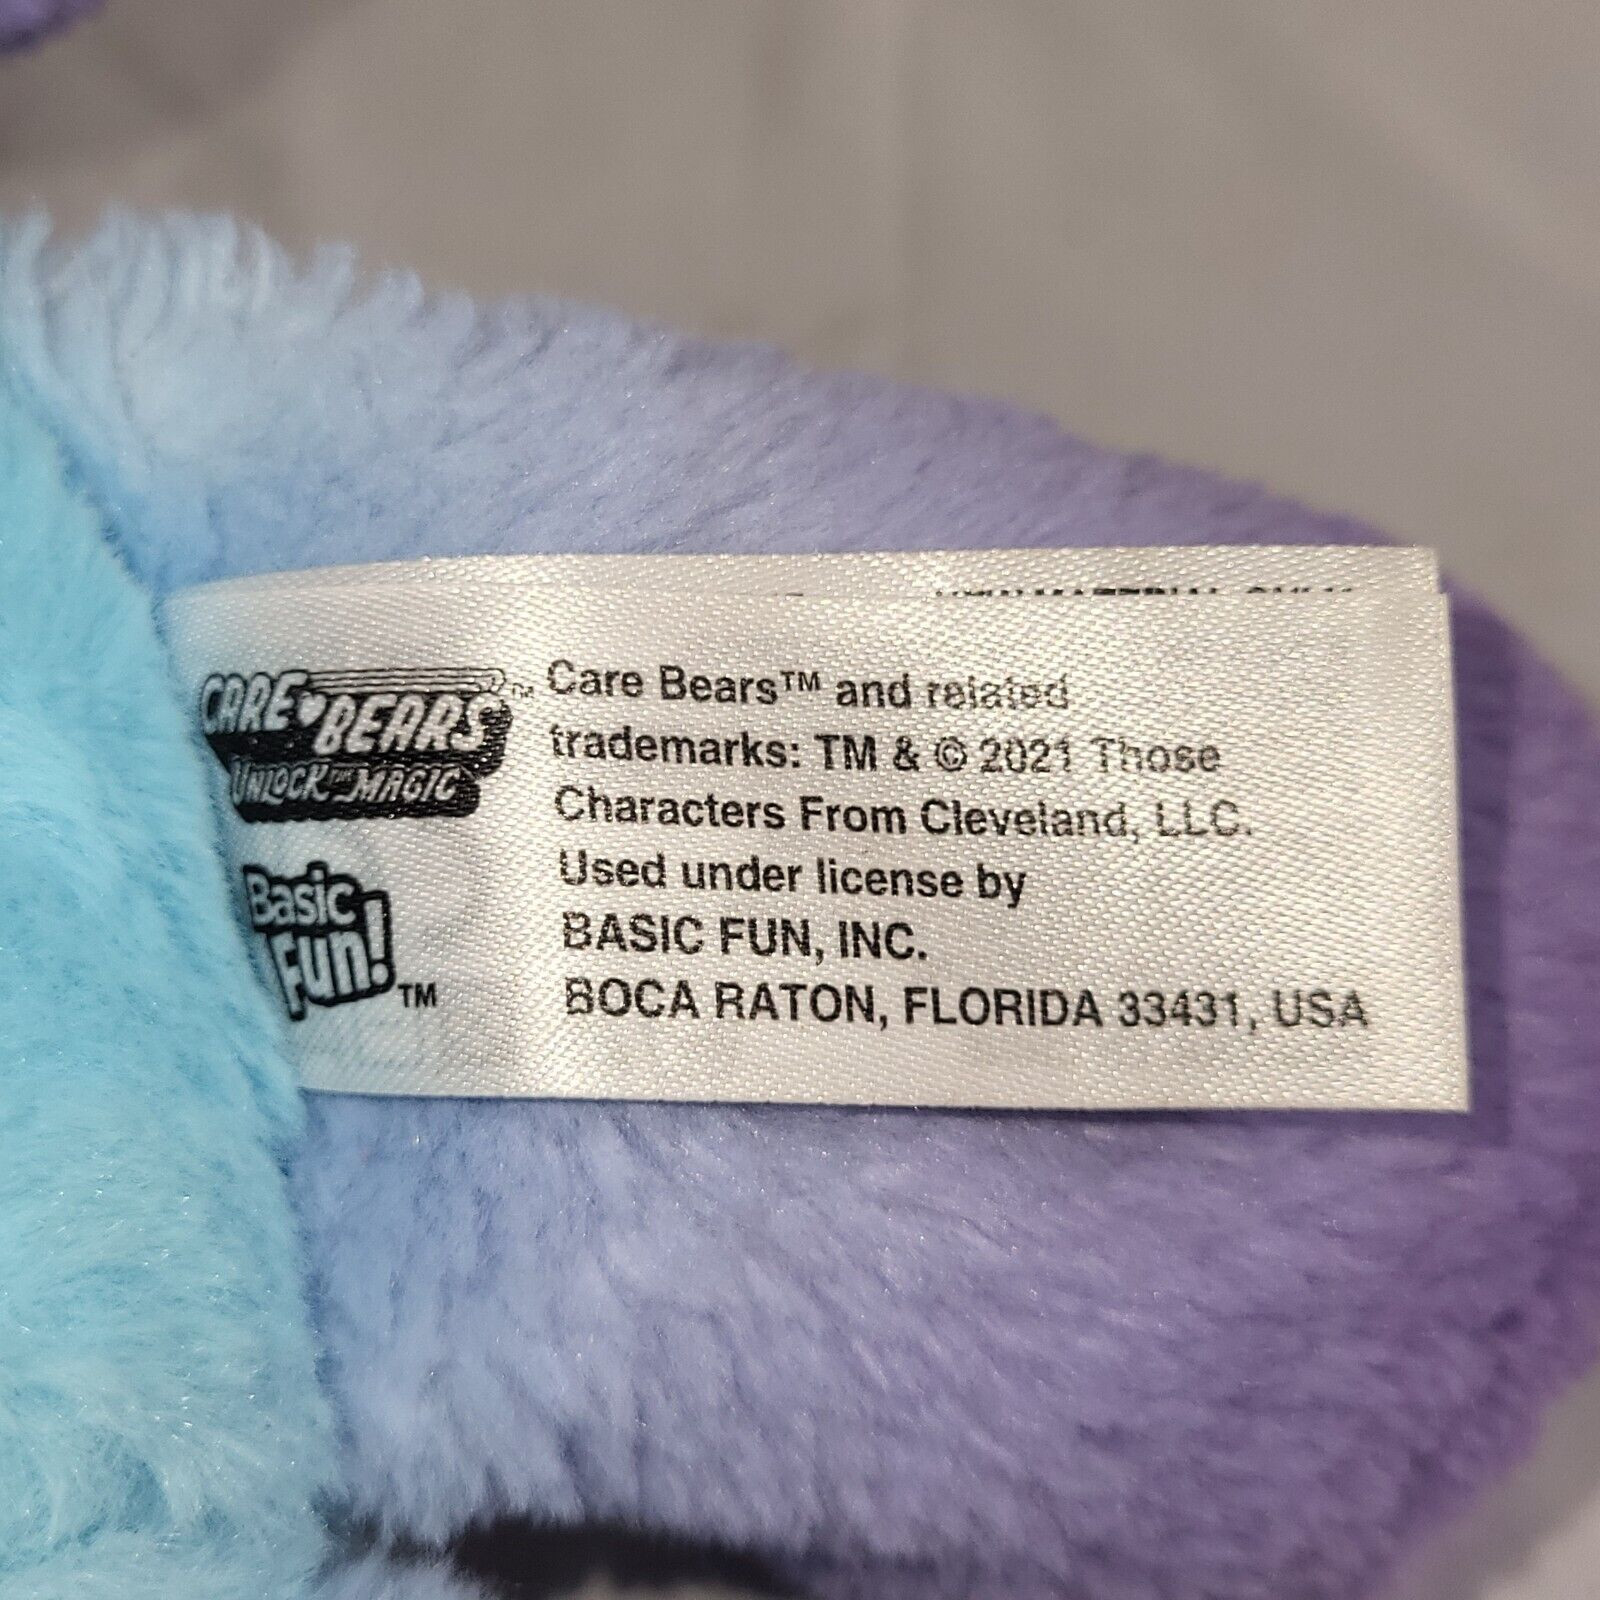 CARE BEARS TM
UNLOCK THE MAGIC
Basic
Fun!
TM
Care Bears™ and related
trademarks: TM & © 2021 Those
Characters From Cleveland, LLC.
Used under license by
BASIC FUN, INC.
BOCA RATON, FLORIDA 33431, USA